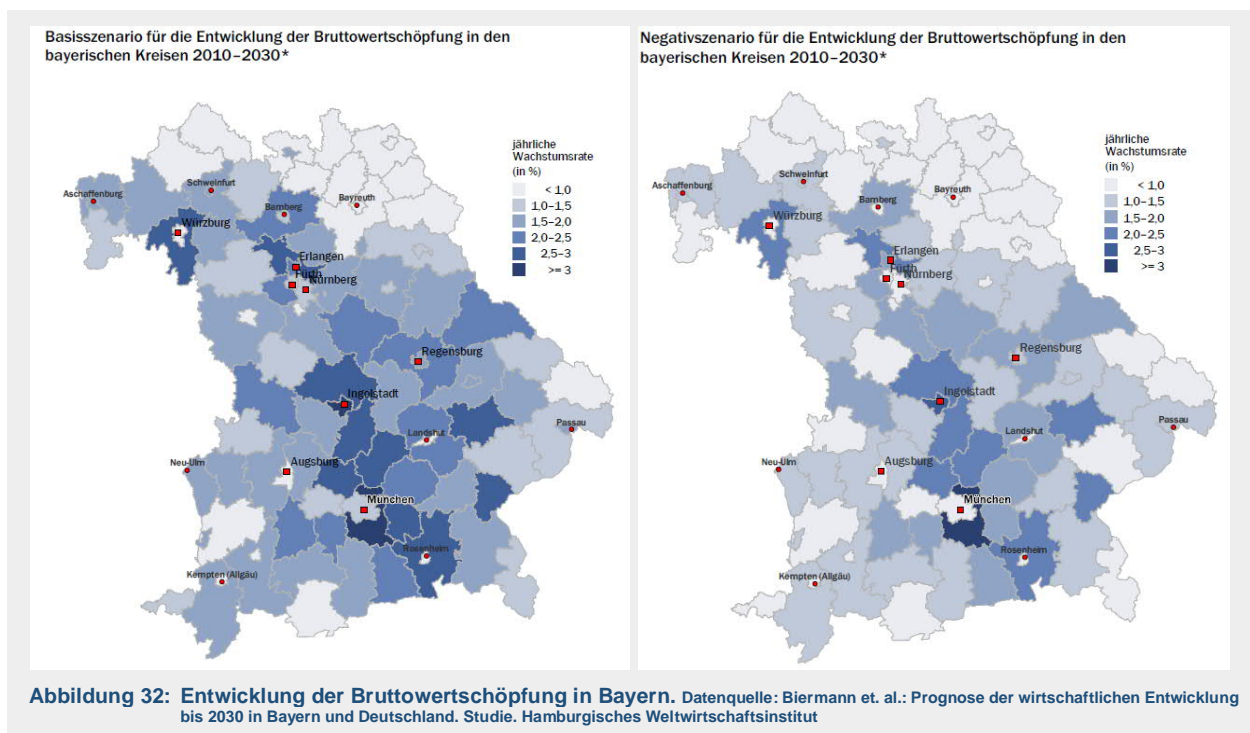 Basisszenario für die Entwicklung der Bruttowertschöpfung in den
bayerischen Kreisen 2010–2030*
jährliche
Wachstumsrate
(in %)
< 1,0
1,0–1,5
1,5–2,0
2,0–2,5
2,5–3
>= 3
Aschaffenburg
Schweinfurt
Würzburg
Bamberg
Bayreuth
Erlangen
Fürth
Nürnberg
Regensburg
Ingolstadt
Landshut
Passau
Neu-Ulm
Augsburg
München
Rosenheim
Kempten (Allgäu)
Negativszenario für die Entwicklung der Bruttowertschöpfung in den
bayerischen Kreisen 2010–2030*
jährliche
Wachstumsrate
(in %)
< 1,0
1,0–1,5
1,5–2,0
2,0–2,5
2,5–3
>= 3
Aschaffenburg
Schweinfurt
Würzburg
Bamberg
Bayreuth
Erlangen
Fürth
Nürnberg
Regensburg
Ingolstadt
Landshut
Passau
Neu-Ulm
Augsburg
München
Rosenheim
Kempten (Allgäu)
Abbildung 32: Entwicklung der Bruttowertschöpfung in Bayern. Datenquelle: Biermann et. al.: Prognose der wirtschaftlichen Entwicklung
bis 2030 in Bayern und Deutschland. Studie. Hamburgisches Weltwirtschaftsinstitut